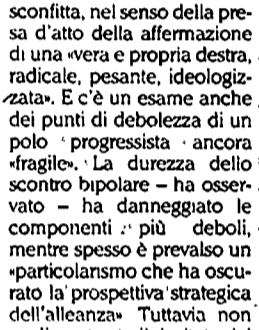 sconfitta, nel senso della pre-
sa d'atto della affermazione
di una «vera e propria destra,
radicale, pesante, ideologiz-
zata». E c'è un esame anche
dei punti di debolezza di un
polo progressista ancora
«fragile». La durezza dello
scontro bipolare – ha osser-
vato – ha danneggiato le
componenti più deboli,
mentre spesso è prevalso un
«particolarismo che ha oscu-
rato la prospettiva strategica
dell'alleanza» Tuttavia non